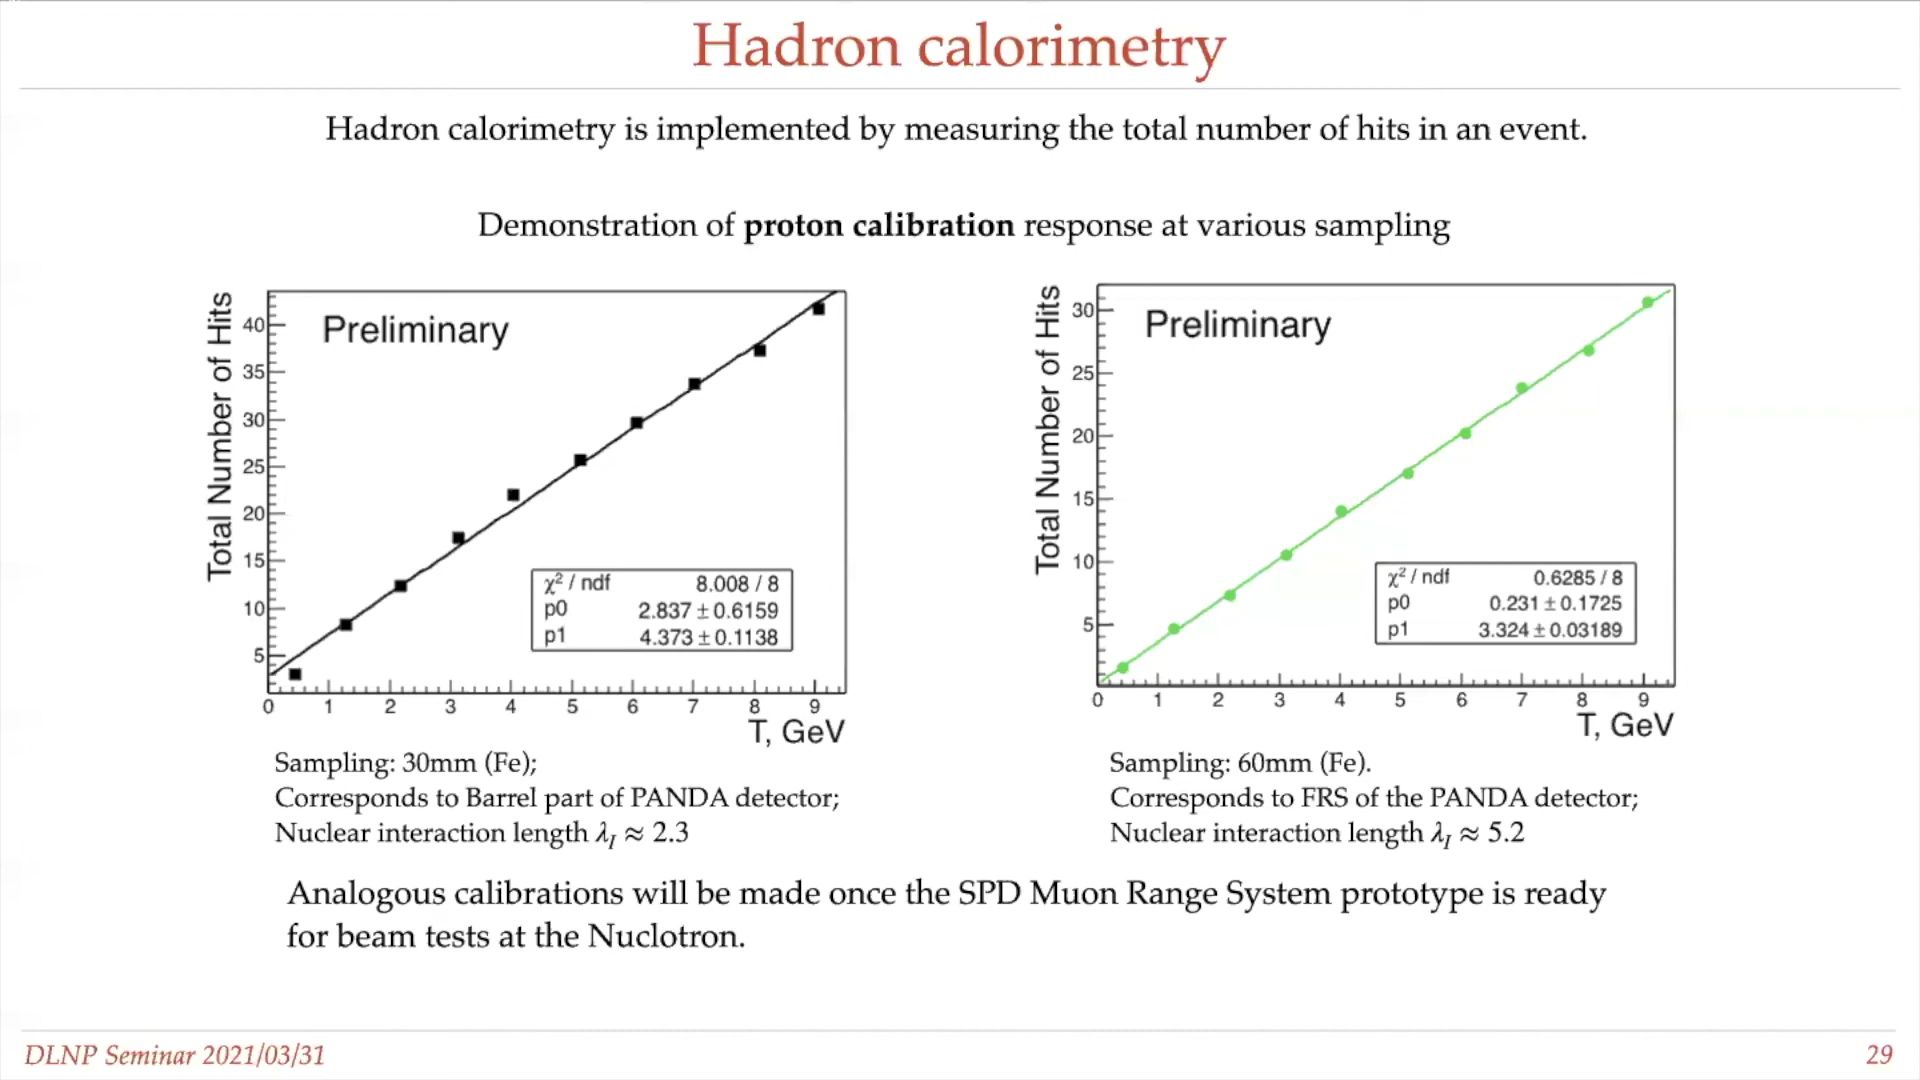 Hadron calorimetry
Hadron calorimetry is implemented by measuring the total number of hits in an event.
Demonstration of proton calibration response at various sampling
Total Number of Hits
Preliminary
40
35
30
25
20
15
10
5
χ² / ndf 8.008 / 8
p0 2.837 ± 0.6159
p1 4.373 ± 0.1138
0 1 2 3 4 5 6 7 8 9
T, GeV
Sampling: 30mm (Fe);
Corresponds to Barrel part of PANDA detector;
Nuclear interaction length λ_I ≈ 2.3
Total Number of Hits
Preliminary
30
25
20
15
10
5
χ² / ndf 0.6285 / 8
p0 0.231 ± 0.1725
p1 3.324 ± 0.03189
0 1 2 3 4 5 6 7 8 9
T, GeV
Sampling: 60mm (Fe).
Corresponds to FRS of the PANDA detector;
Nuclear interaction length λ_I ≈ 5.2
Analogous calibrations will be made once the SPD Muon Range System prototype is ready
for beam tests at the Nuclotron.
DLNP Seminar 2021/03/31
29